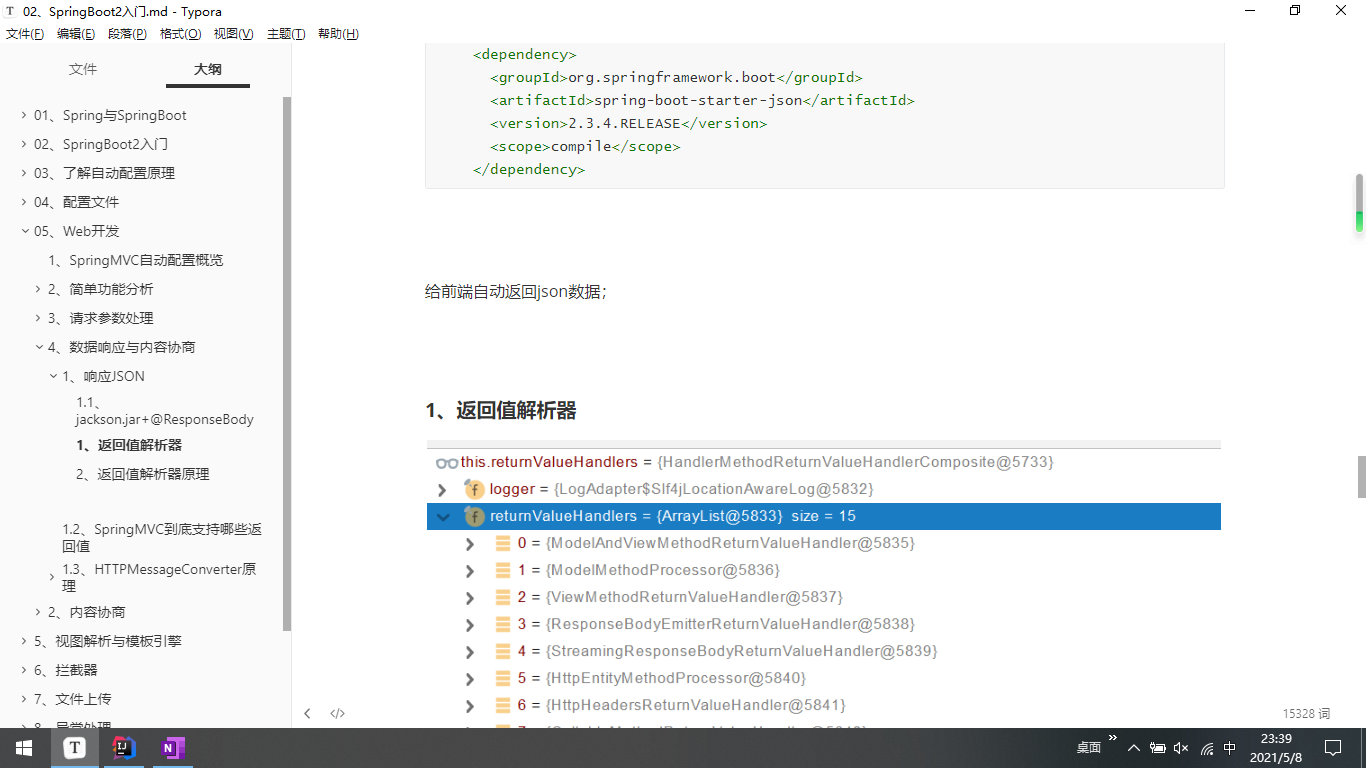 02、SpringBoot2入门.md - Typora
文件(F) 编辑(E) 段落(P) 格式(O) 视图(V) 主题(T) 帮助(H)
文件 大纲
01、Spring与SpringBoot
02、SpringBoot2入门
03、了解自动配置原理
04、配置文件
05、Web开发
1、SpringMVC自动配置概览
2、简单功能分析
3、请求参数处理
4、数据响应与内容协商
1、响应JSON
1.1、
jackson.jar+@ResponseBody
1、返回值解析器
2、返回值解析器原理
1.2、SpringMVC到底支持哪些返
回值
1.3、HTTPMessageConverter原
理
2、内容协商
5、视图解析与模板引擎
6、拦截器
7、文件上传
8、异常处理
<dependency>
<groupId>org.springframework.boot</groupId>
<artifactId>spring-boot-starter-json</artifactId>
<version>2.3.4.RELEASE</version>
<scope>compile</scope>
</dependency>
给前端自动返回json数据；
1、返回值解析器
this.returnValueHandlers = {HandlerMethodReturnValueHandlerComposite@5733}
logger = {LogAdapter$Slf4jLocationAwareLog@5832}
returnValueHandlers = {ArrayList@5833} size = 15
0 = {ModelAndViewMethodReturnValueHandler@5835}
1 = {ModelMethodProcessor@5836}
2 = {ViewMethodReturnValueHandler@5837}
3 = {ResponseBodyEmitterReturnValueHandler@5838}
4 = {StreamingResponseBodyReturnValueHandler@5839}
5 = {HttpEntityMethodProcessor@5840}
6 = {HttpHeadersReturnValueHandler@5841}
15328 词
桌面
中
23:39
2021/5/8